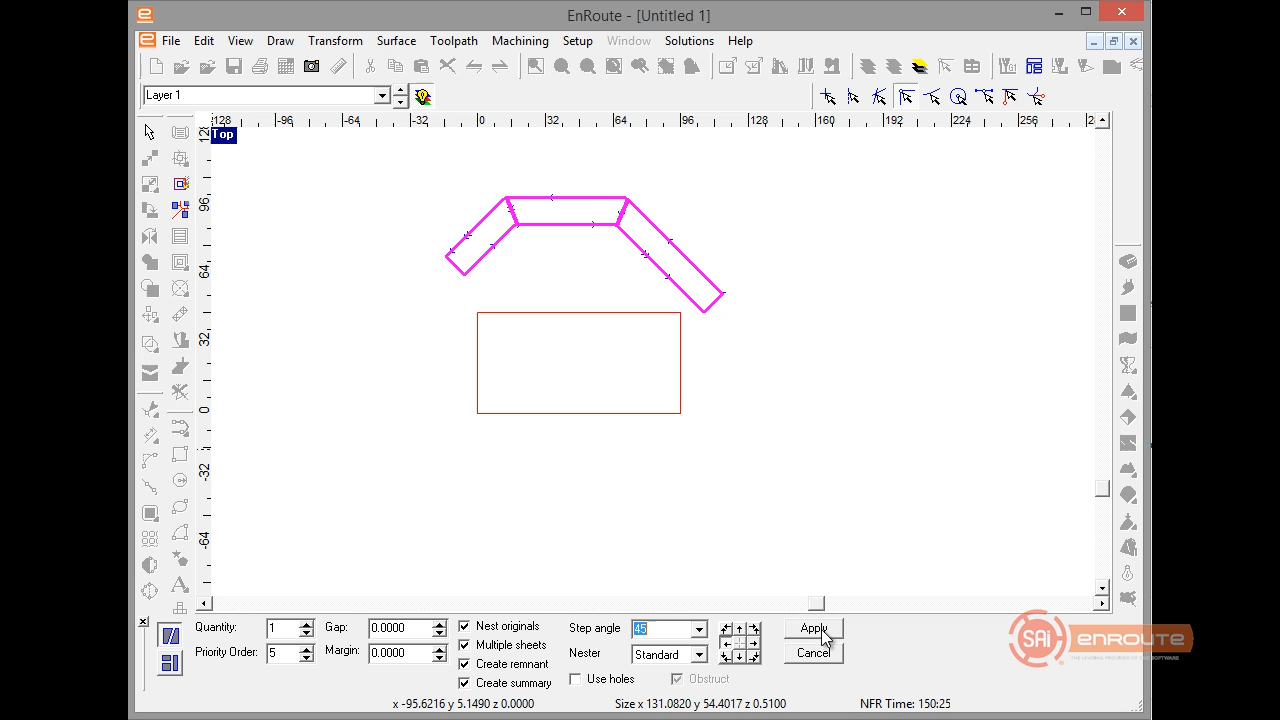 EnRoute - [Untitled 1]
File Edit View Draw Transform Surface Toolpath Machining Setup Window Solutions Help
Layer 1
-128 -96 -64 -32 0 32 64 96 128 160 192 224 256
Top
96
64
32
0
-32
-64
Quantity: 1 Gap: 0.0000 Nest originals Step angle 45 Apply
Multiple sheets
Priority Order: 5 Margin: 0.0000 Create remnant Nester Standard Cancel
Create summary Use holes Obstruct
x -95.6216 y 5.1490 z 0.0000 Size x 131.0820 y 54.4017 z 0.5100 NFR Time: 150:25
SAi ENROUTE